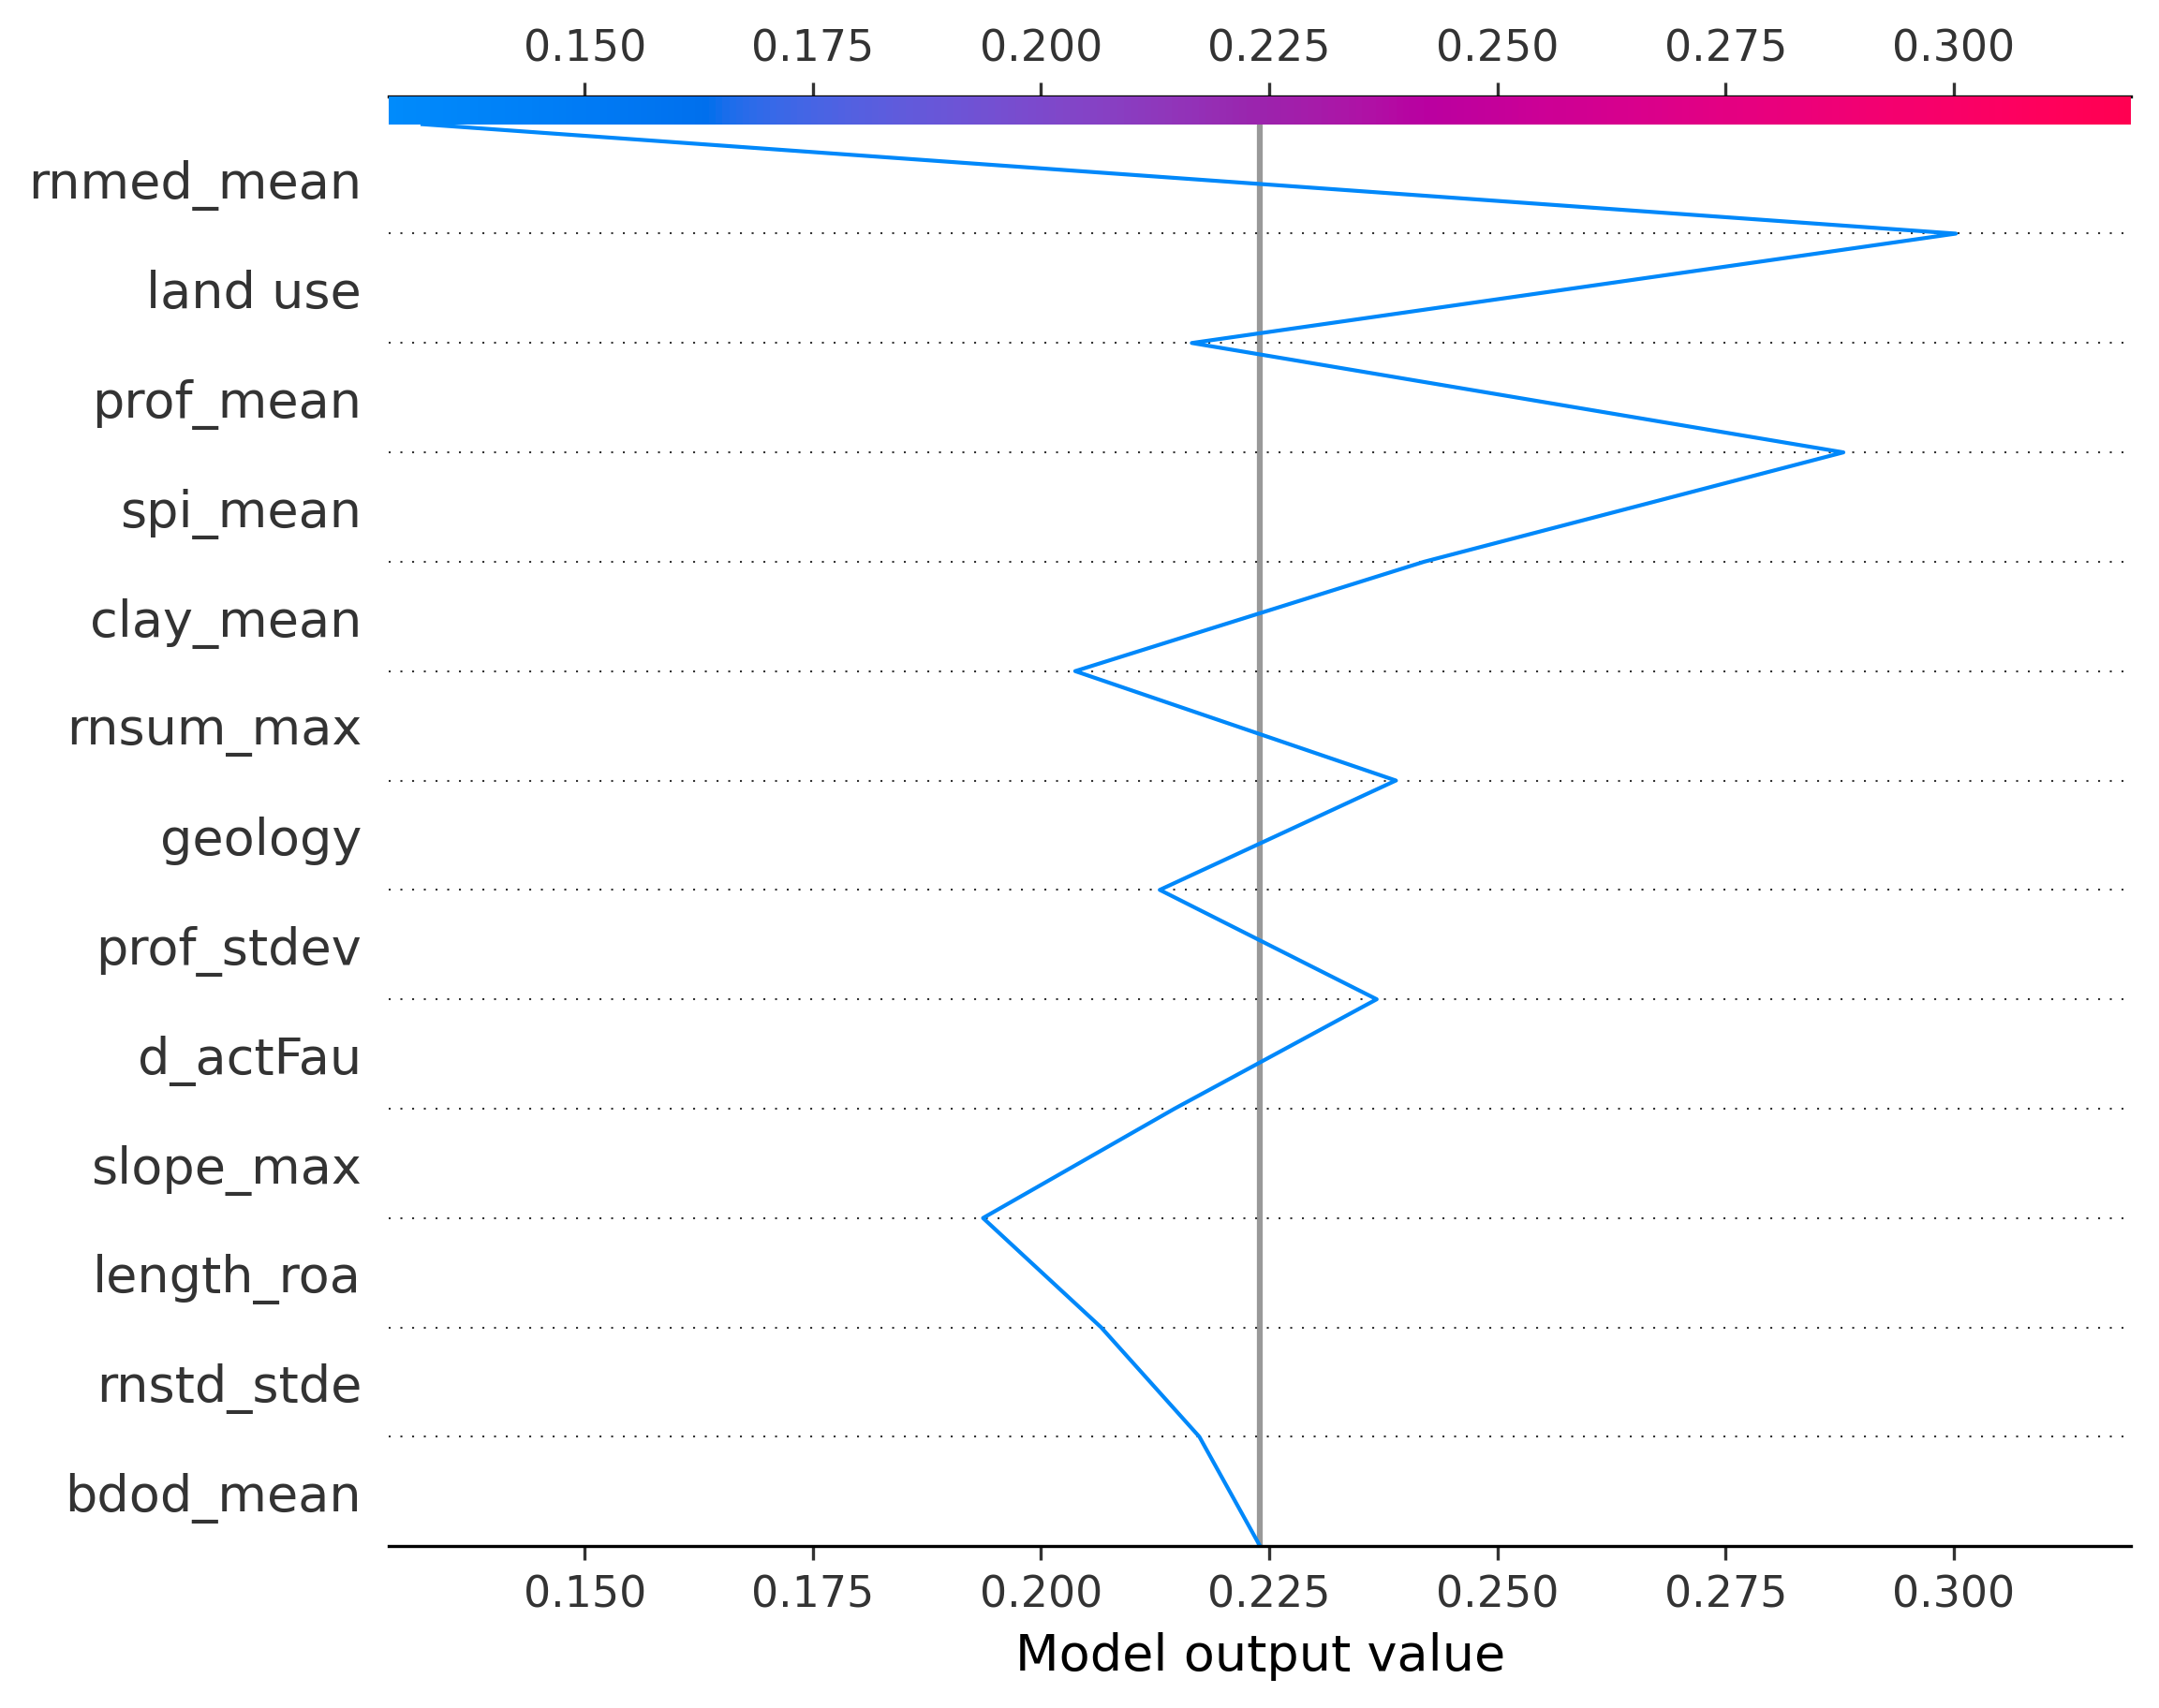 0.150 0.175 0.200 0.225 0.250 0.275 0.300
rnmed_mean
land use
prof_mean
spi_mean
clay_mean
rnsum_max
geology
prof_stdev
d_actFau
slope_max
length_roa
rnstd_stde
bdod_mean
0.150 0.175 0.200 0.225 0.250 0.275 0.300
Model output value